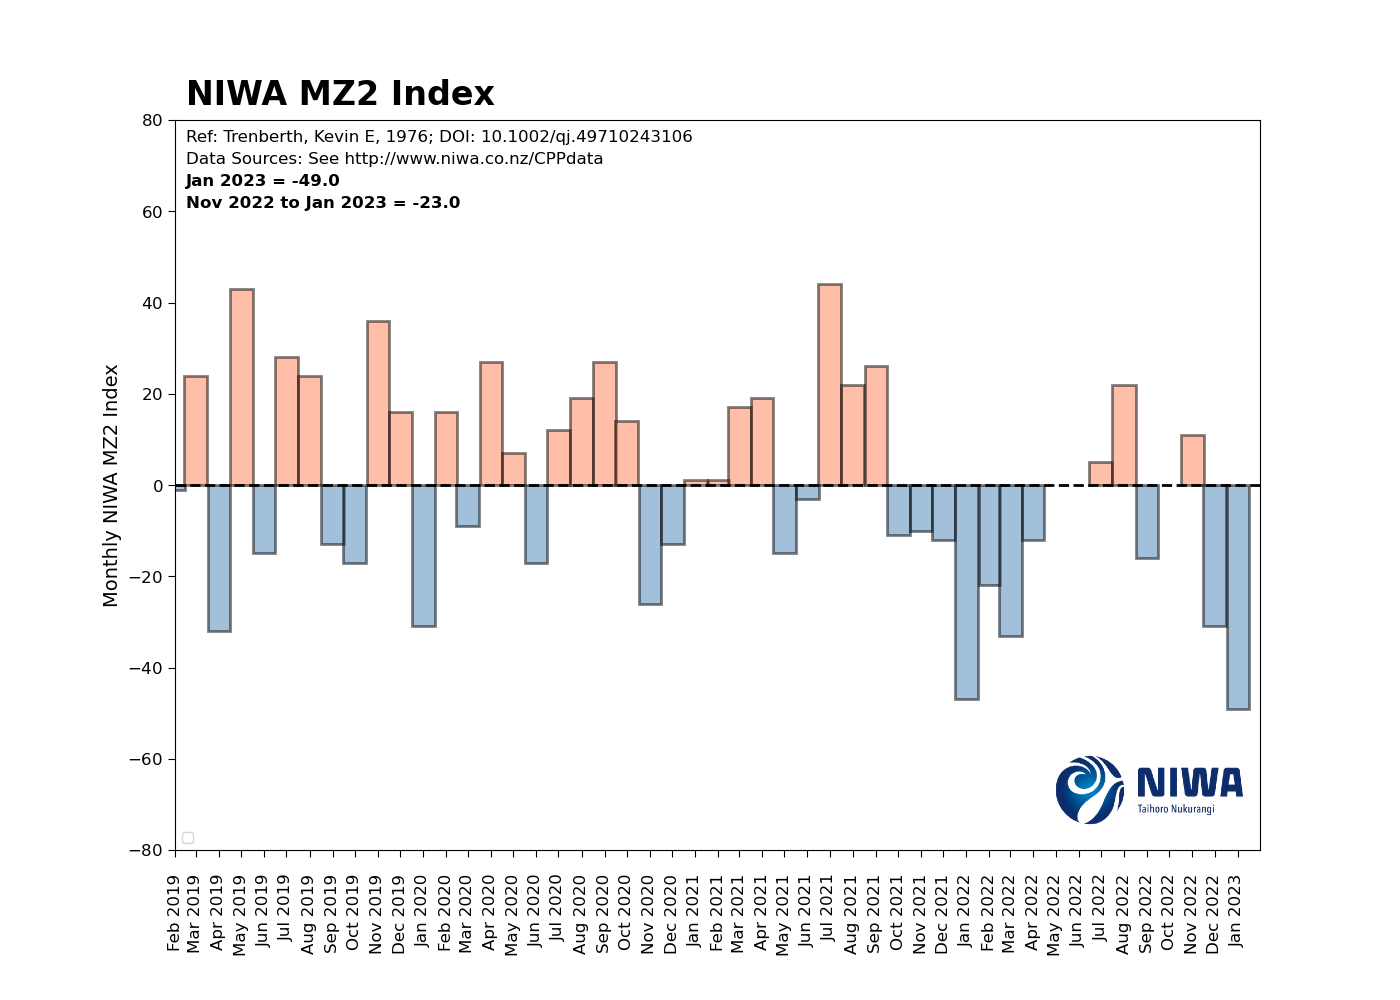 NIWA MZ2 Index
Ref: Trenberth, Kevin E, 1976; DOI: 10.1002/qj.49710243106
Data Sources: See http://www.niwa.co.nz/CPPdata
Jan 2023 = -49.0
Nov 2022 to Jan 2023 = -23.0
Monthly NIWA MZ2 Index
80
60
40
20
0
−20
−40
−60
−80
NIWA
Taihoro Nukurangi
Feb 2019
Mar 2019
Apr 2019
May 2019
Jun 2019
Jul 2019
Aug 2019
Sep 2019
Oct 2019
Nov 2019
Dec 2019
Jan 2020
Feb 2020
Mar 2020
Apr 2020
May 2020
Jun 2020
Jul 2020
Aug 2020
Sep 2020
Oct 2020
Nov 2020
Dec 2020
Jan 2021
Feb 2021
Mar 2021
Apr 2021
May 2021
Jun 2021
Jul 2021
Aug 2021
Sep 2021
Oct 2021
Nov 2021
Dec 2021
Jan 2022
Feb 2022
Mar 2022
Apr 2022
May 2022
Jun 2022
Jul 2022
Aug 2022
Sep 2022
Oct 2022
Nov 2022
Dec 2022
Jan 2023